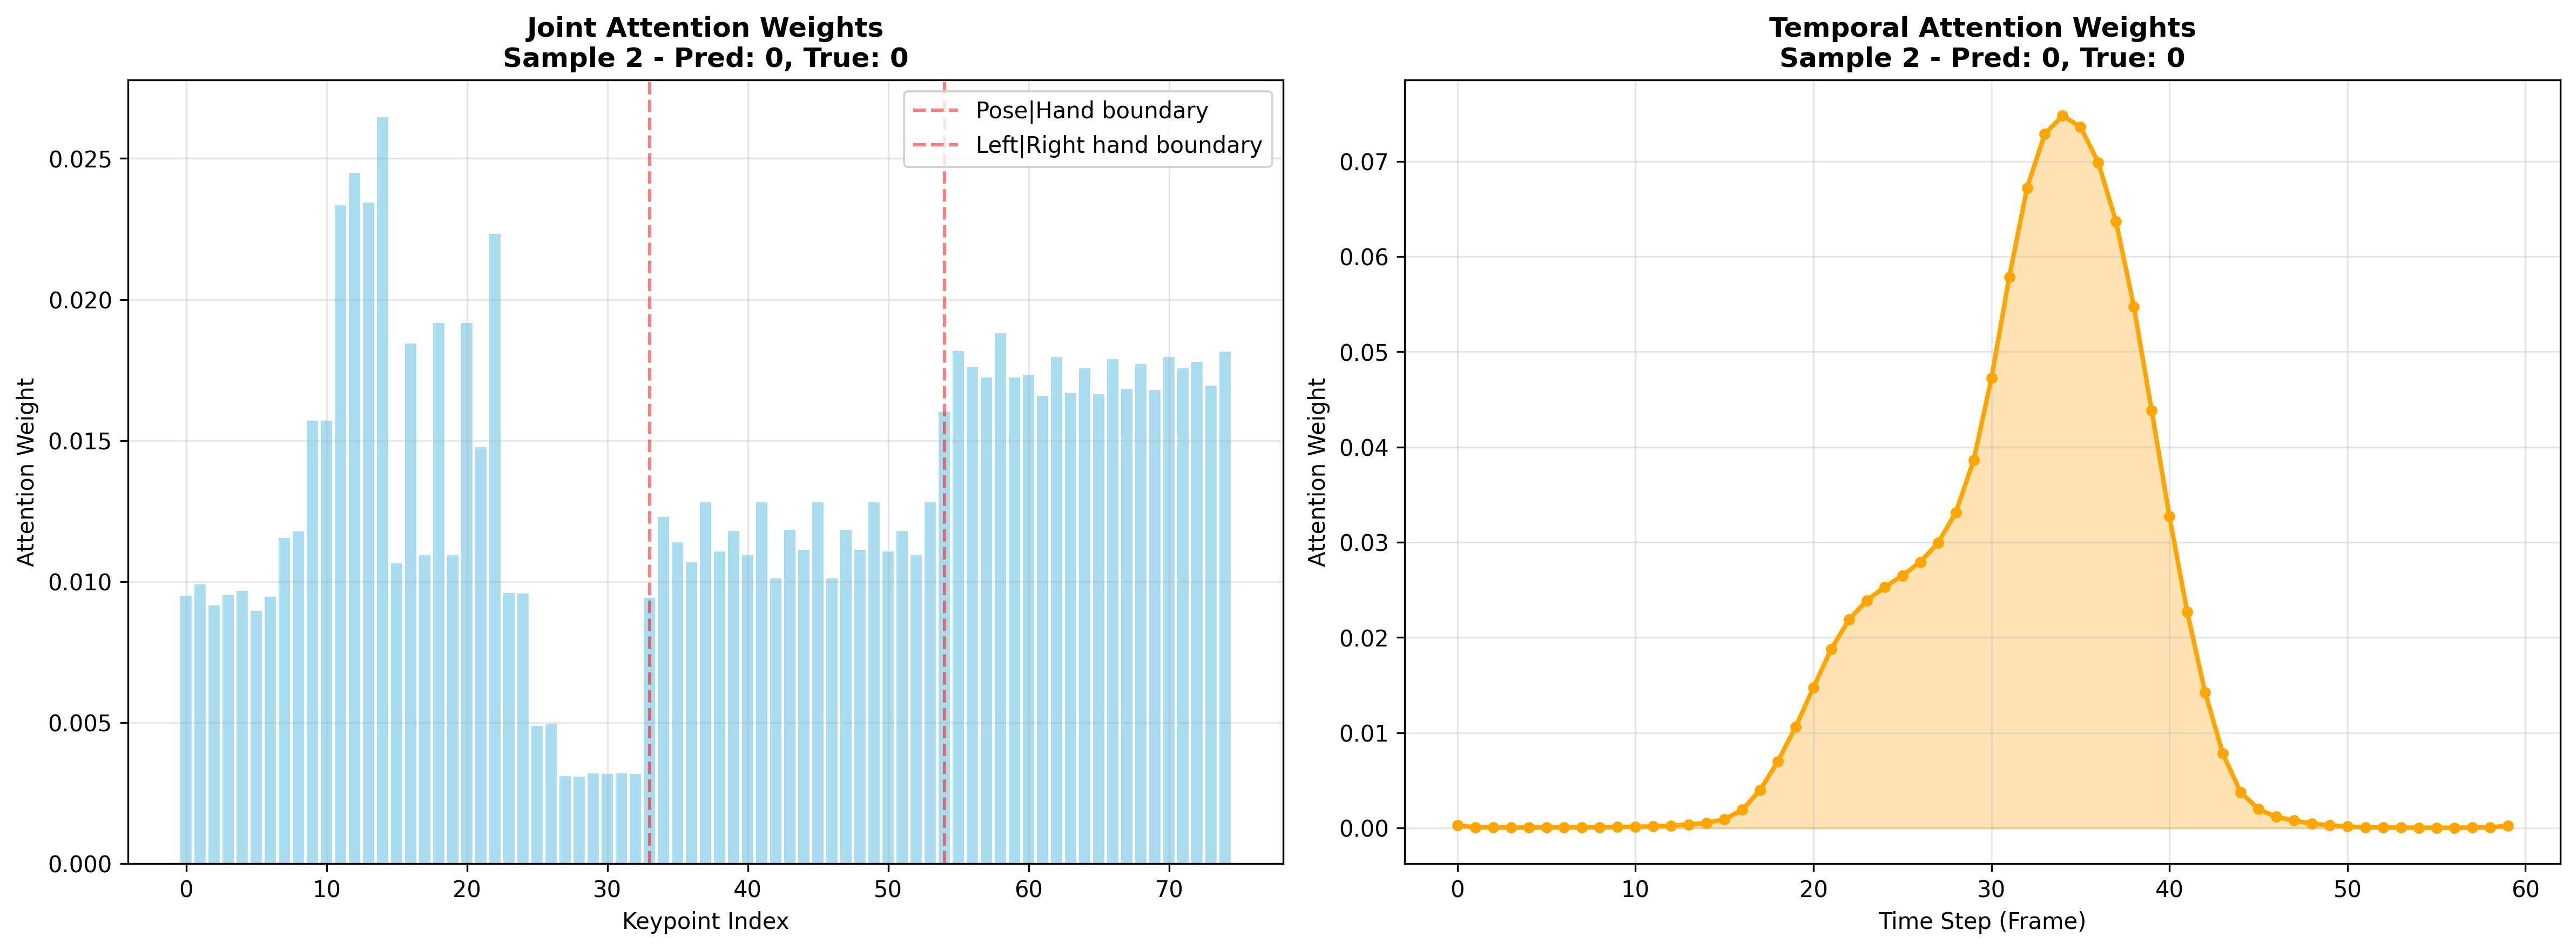 Joint Attention Weights
Sample 2 - Pred: 0, True: 0
Pose|Hand boundary
Left|Right hand boundary
Attention Weight
0.025
0.020
0.015
0.010
0.005
0.000
0 10 20 30 40 50 60 70
Keypoint Index
Temporal Attention Weights
Sample 2 - Pred: 0, True: 0
Attention Weight
0.07
0.06
0.05
0.04
0.03
0.02
0.01
0.00
0 10 20 30 40 50 60
Time Step (Frame)